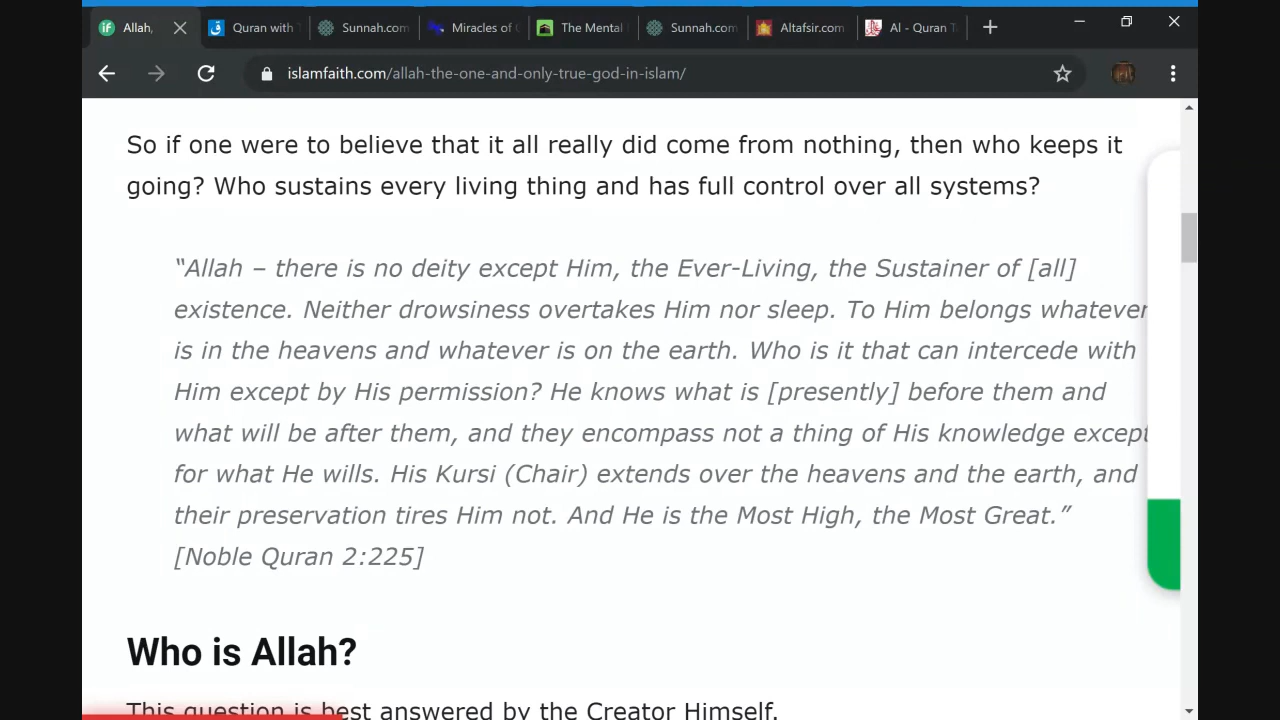 if Allah,
Quran with
Sunnah.com
Miracles of
The Mental
Sunnah.com
Altafsir.com
Al - Quran
islamfaith.com/allah-the-one-and-only-true-god-in-islam/
So if one were to believe that it all really did come from nothing, then who keeps it
going? Who sustains every living thing and has full control over all systems?
“Allah – there is no deity except Him, the Ever-Living, the Sustainer of [all]
existence. Neither drowsiness overtakes Him nor sleep. To Him belongs whatever
is in the heavens and whatever is on the earth. Who is it that can intercede with
Him except by His permission? He knows what is [presently] before them and
what will be after them, and they encompass not a thing of His knowledge except
for what He wills. His Kursi (Chair) extends over the heavens and the earth, and
their preservation tires Him not. And He is the Most High, the Most Great.”
[Noble Quran 2:225]
Who is Allah?
This question is best answered by the Creator Himself.